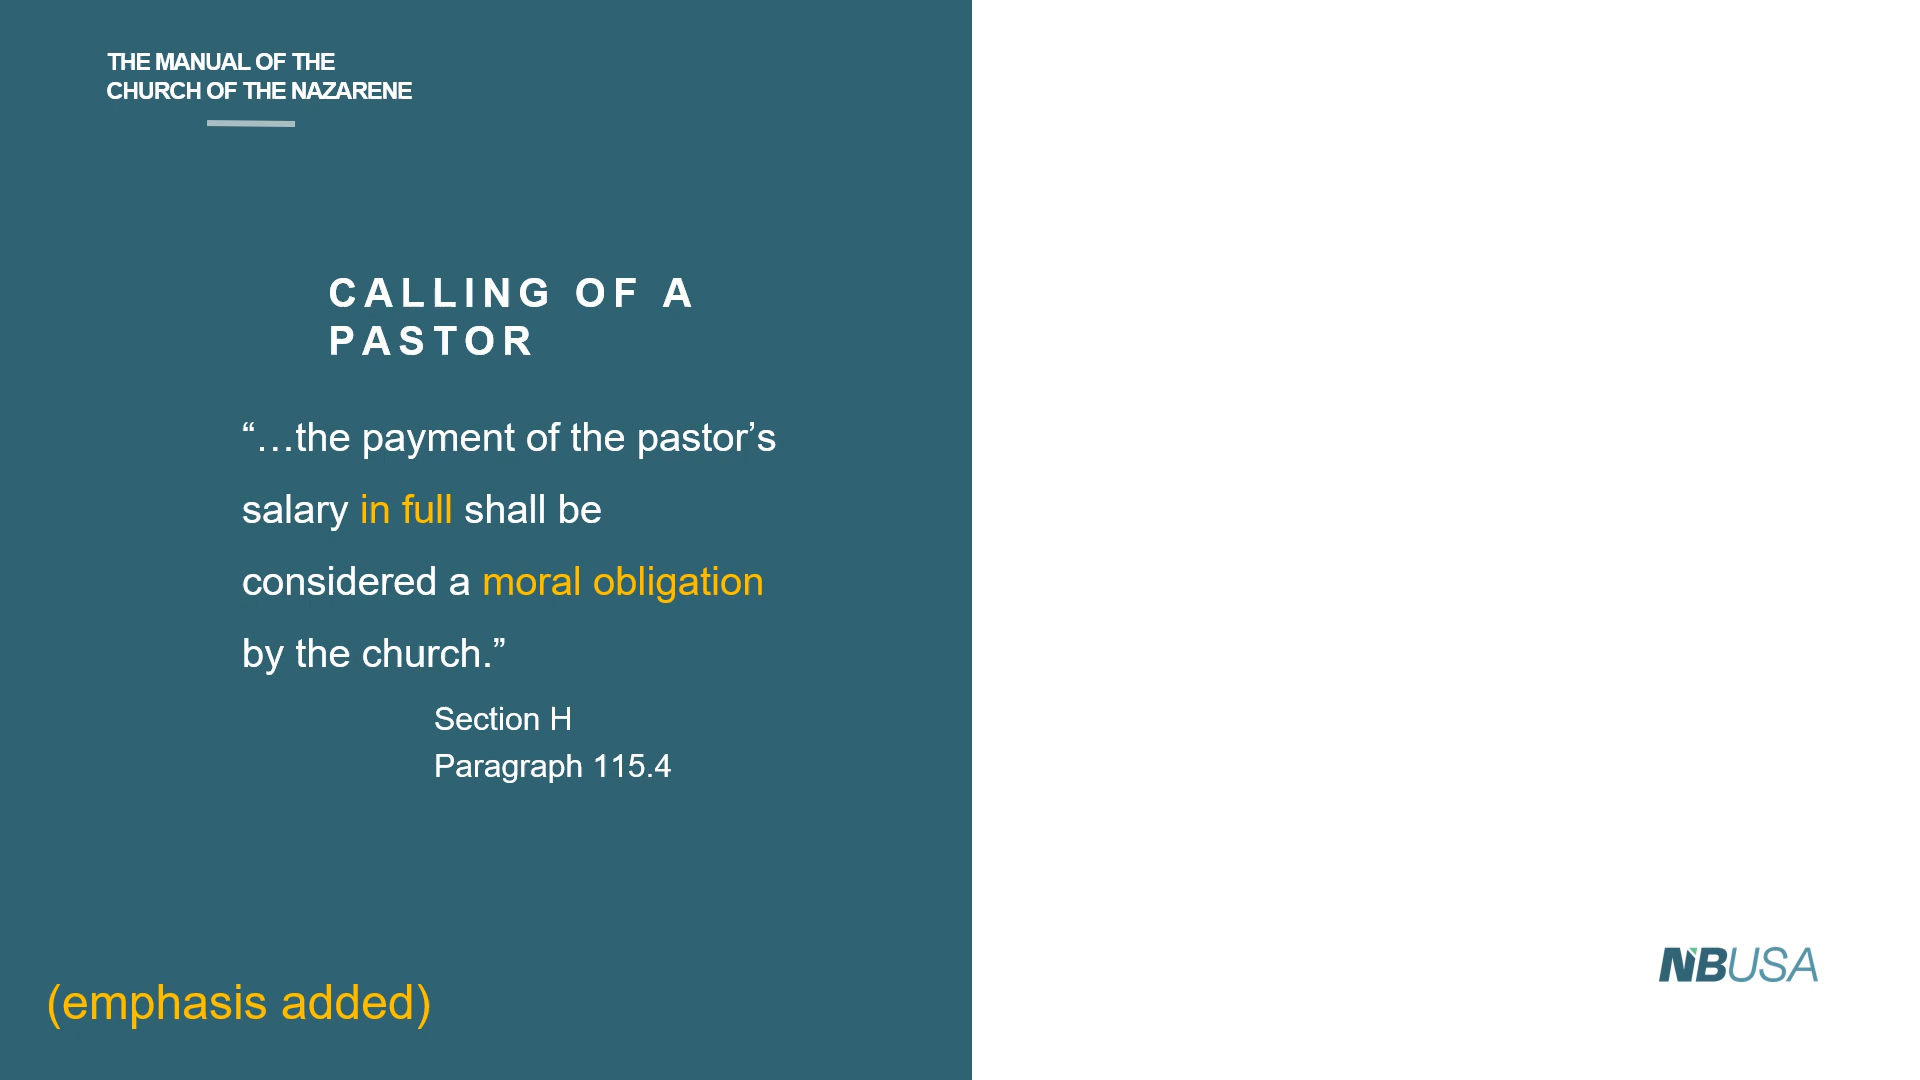 THE MANUAL OF THE
CHURCH OF THE NAZARENE
CALLING OF A
PASTOR
“…the payment of the pastor’s
salary in full shall be
considered a moral obligation
by the church.”
Section H
Paragraph 115.4
(emphasis added)
NBUSA